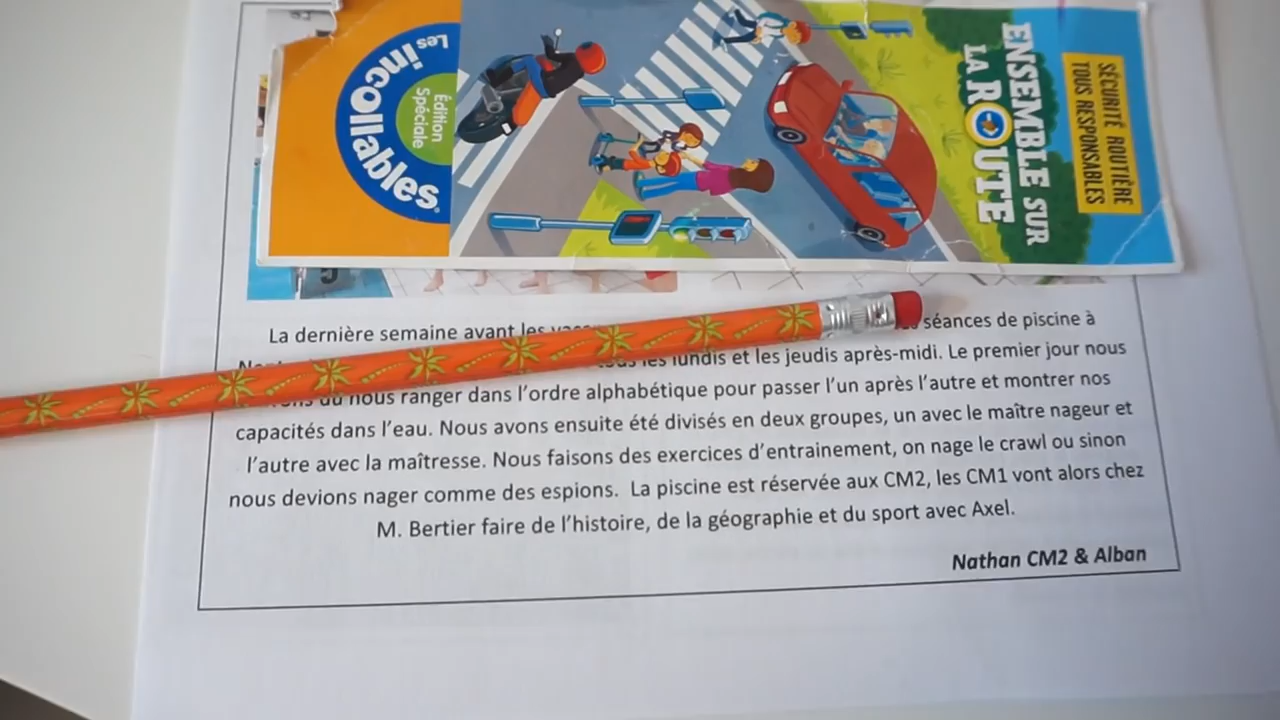 Les
incollables
Édition
Spéciale
ENSEMBLE SUR
LA ROUTE
SÉCURITÉ ROUTIÈRE
TOUS RESPONSABLES
La dernière semaine avant les séances de piscine à
les lundis et les jeudis après-midi. Le premier jour nous
dû nous ranger dans l'ordre alphabétique pour passer l'un après l'autre et montrer nos
capacités dans l'eau. Nous avons ensuite été divisés en deux groupes, un avec le maître nageur et
l'autre avec la maîtresse. Nous faisons des exercices d'entrainement, on nage le crawl ou sinon
nous devions nager comme des espions. La piscine est réservée aux CM2, les CM1 vont alors chez
M. Bertier faire de l'histoire, de la géographie et du sport avec Axel.
Nathan CM2 & Alban